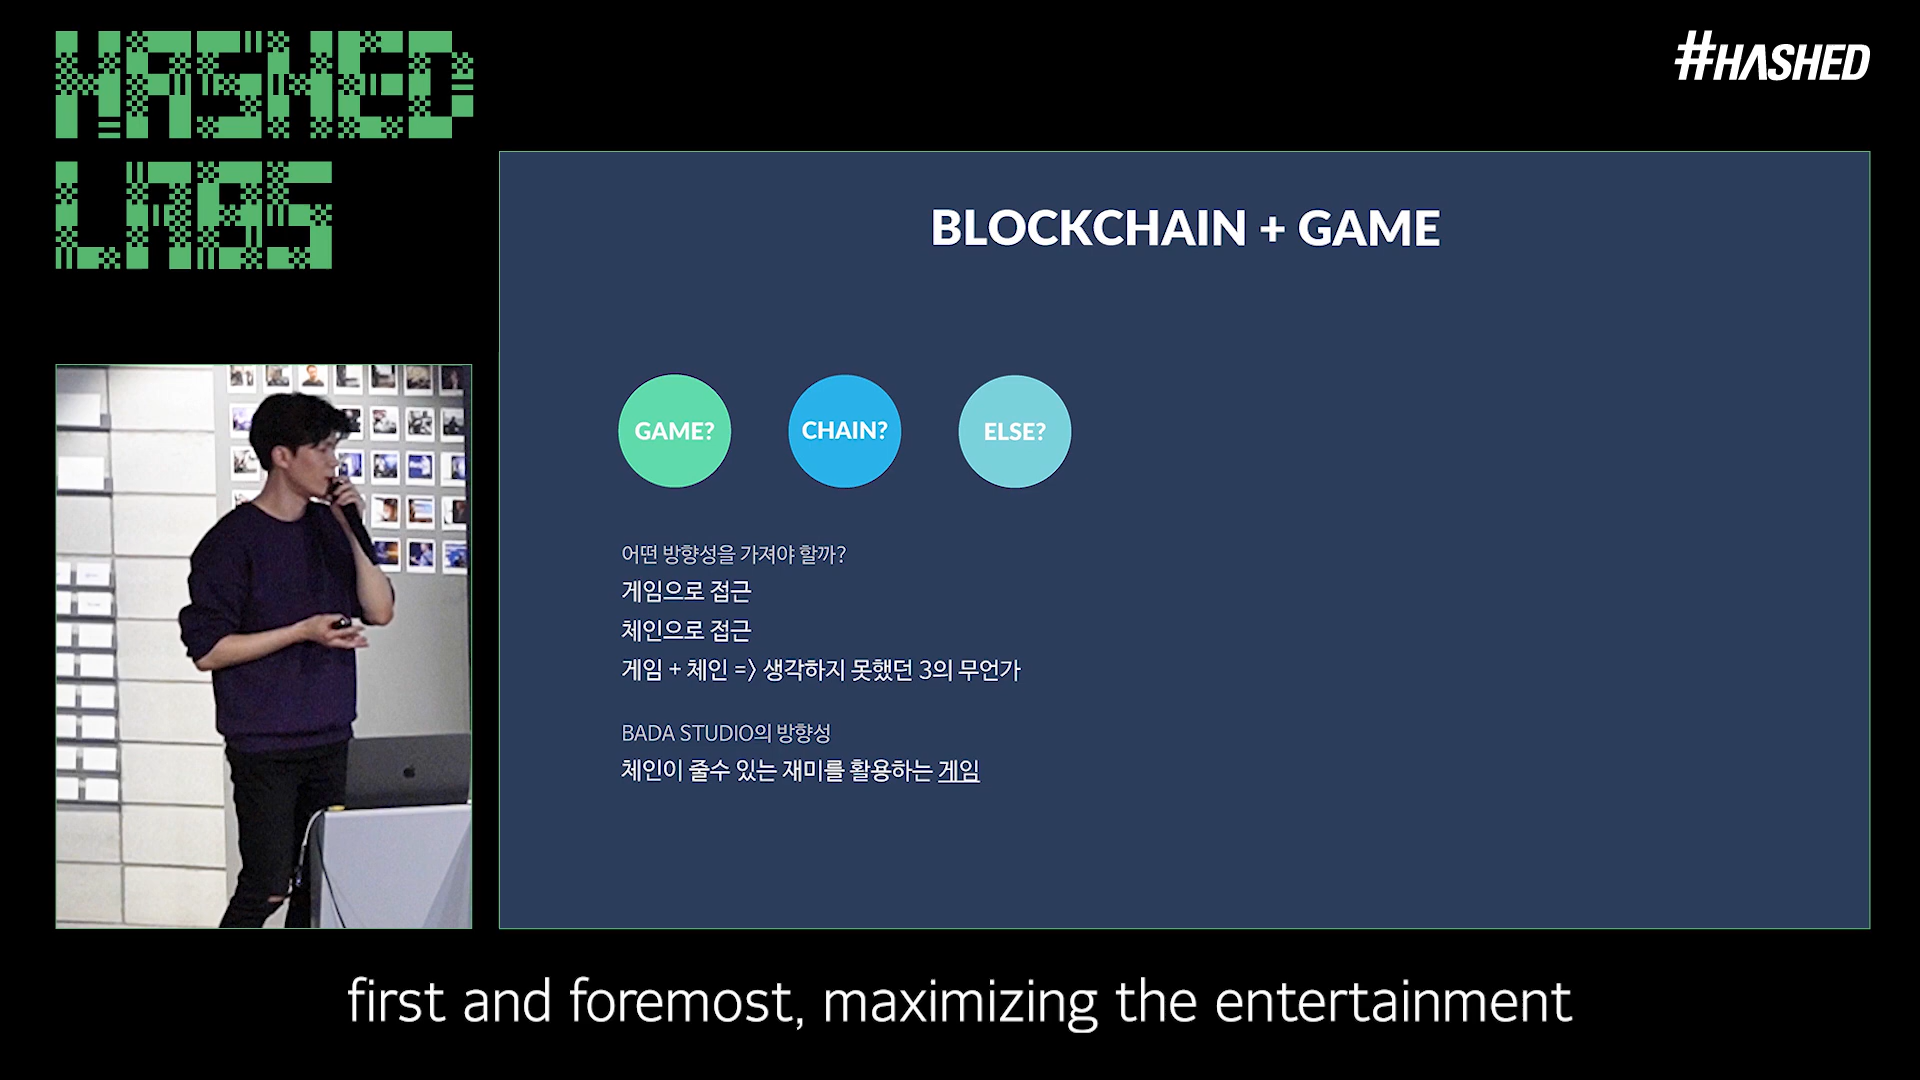 HASHED
LABS
#HASHED
BLOCKCHAIN + GAME
GAME?
CHAIN?
ELSE?
어떤 방향성을 가져야 할까?
게임으로 접근
체인으로 접근
게임 + 체인 => 생각하지 못했던 3의 무언가
BADA STUDIO의 방향성
체인이 줄수 있는 재미를 활용하는 게임
first and foremost, maximizing the entertainment